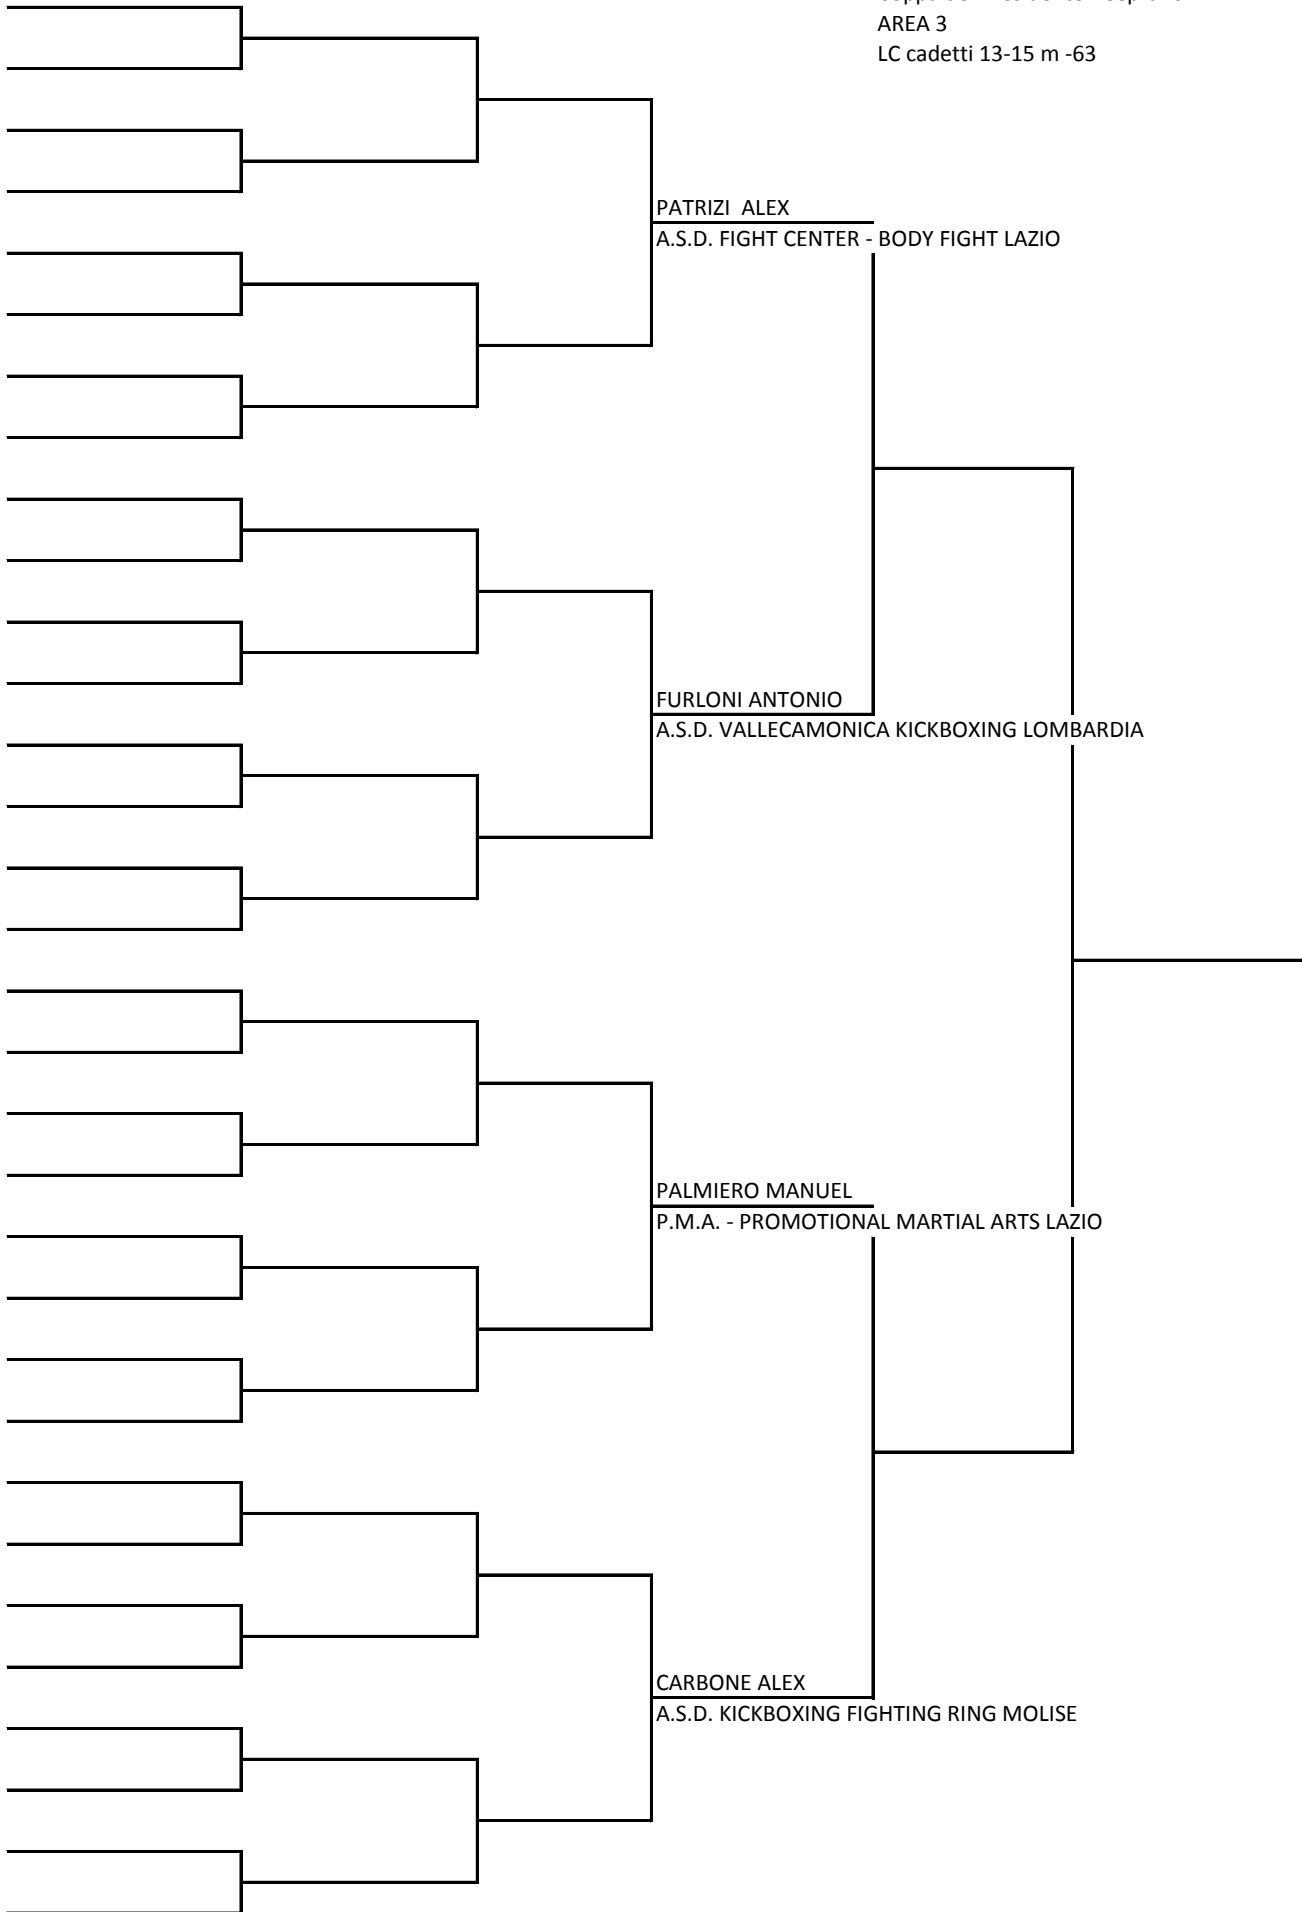 AREA 3
LC cadetti 13-15 m -63
PATRIZI  ALEX
A.S.D. FIGHT CENTER - BODY FIGHT LAZIO
FURLONI ANTONIO
A.S.D. VALLECAMONICA KICKBOXING LOMBARDIA
PALMIERO MANUEL
P.M.A. - PROMOTIONAL MARTIAL ARTS LAZIO
CARBONE ALEX
A.S.D. KICKBOXING FIGHTING RING MOLISE